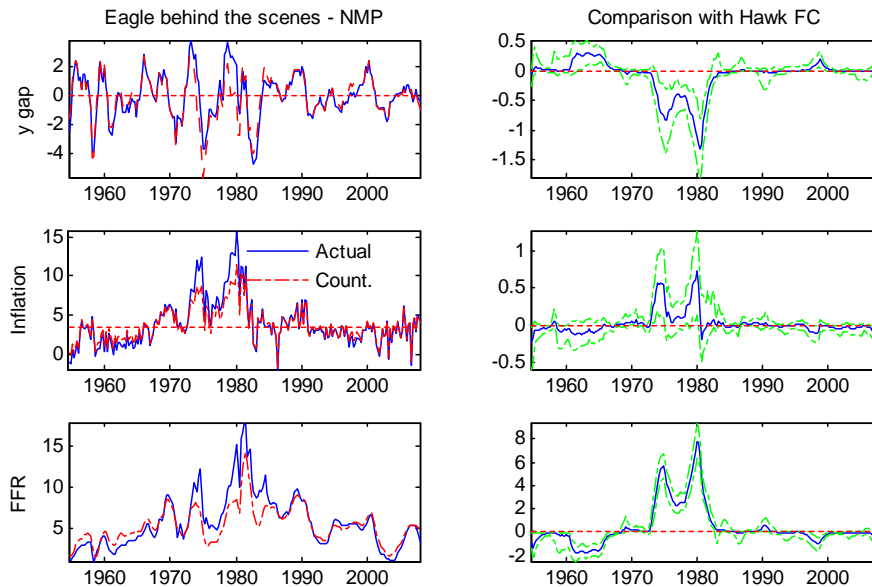 Eagle behind the scenes - NMP
Comparison with Hawk FC
y gap
2
0
-2
-4
1960 1970 1980 1990 2000
0.5
0
-0.5
-1
-1.5
1960 1970 1980 1990 2000
Inflation
15
10
5
0
Actual
Count.
1960 1970 1980 1990 2000
1
0.5
0
-0.5
1960 1970 1980 1990 2000
FFR
15
10
5
1960 1970 1980 1990 2000
8
6
4
2
0
-2
1960 1970 1980 1990 2000